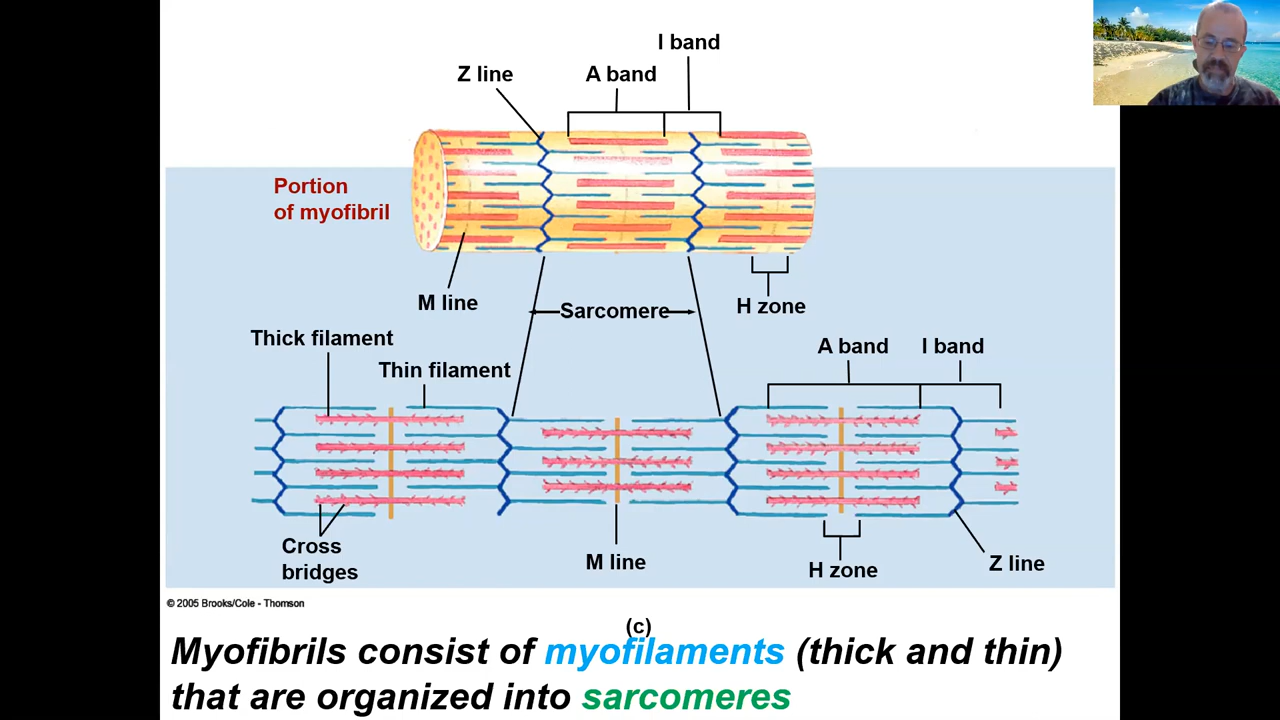 I band
Z line
A band
Portion
of myofibril
M line
Sarcomere
H zone
Thick filament
Thin filament
A band
I band
Cross
bridges
M line
H zone
Z line
© 2005 Brooks/Cole - Thomson
(c)
Myofibrils consist of myofilaments (thick and thin)
that are organized into sarcomeres